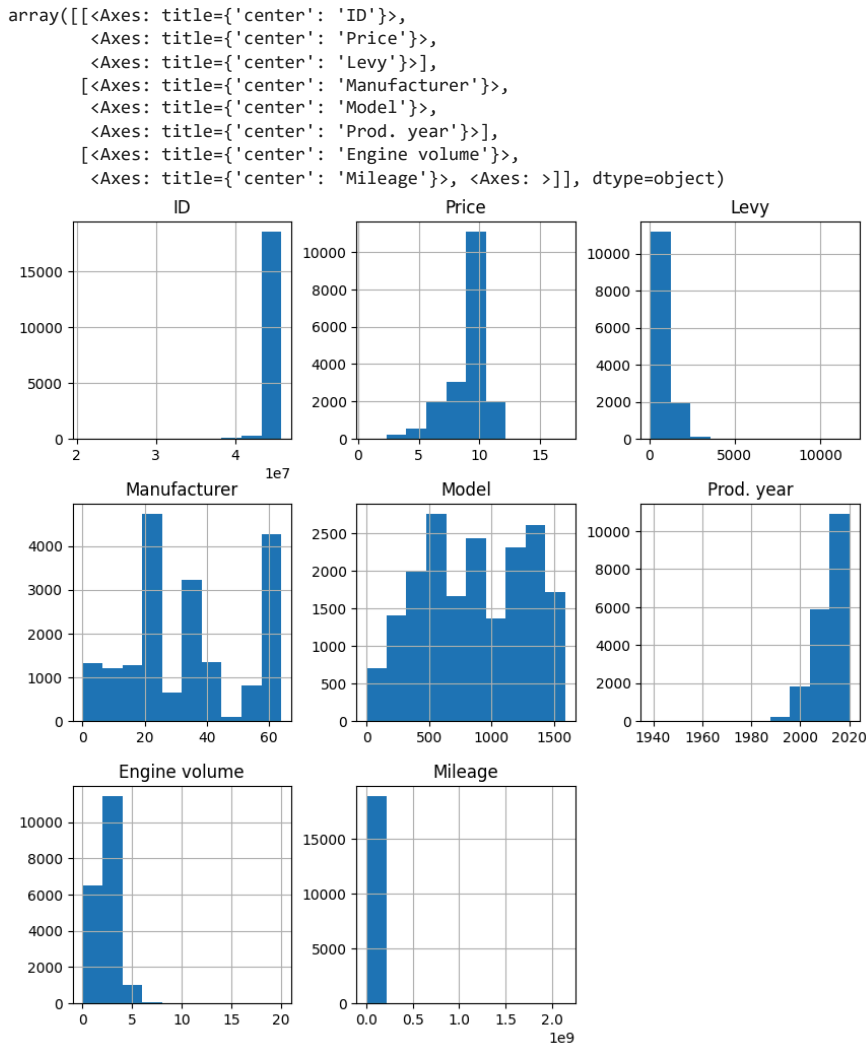 array([[<Axes: title={'center': 'ID'}>,
        <Axes: title={'center': 'Price'}>,
        <Axes: title={'center': 'Levy'}>],
       [<Axes: title={'center': 'Manufacturer'}>,
        <Axes: title={'center': 'Model'}>,
        <Axes: title={'center': 'Prod. year'}>],
       [<Axes: title={'center': 'Engine volume'}>,
        <Axes: title={'center': 'Mileage'}>, <Axes: >]], dtype=object)
ID
15000
10000
5000
0
2 3 4
1e7
Price
10000
8000
6000
4000
2000
0
0 5 10 15
Levy
10000
8000
6000
4000
2000
0
0 5000 10000
Manufacturer
4000
3000
2000
1000
0
0 20 40 60
Model
2500
2000
1500
1000
500
0
0 500 1000 1500
Prod. year
10000
8000
6000
4000
2000
0
1940 1960 1980 2000 2020
Engine volume
10000
8000
6000
4000
2000
0
0 5 10 15 20
Mileage
15000
10000
5000
0
0.0 0.5 1.0 1.5 2.0
1e9